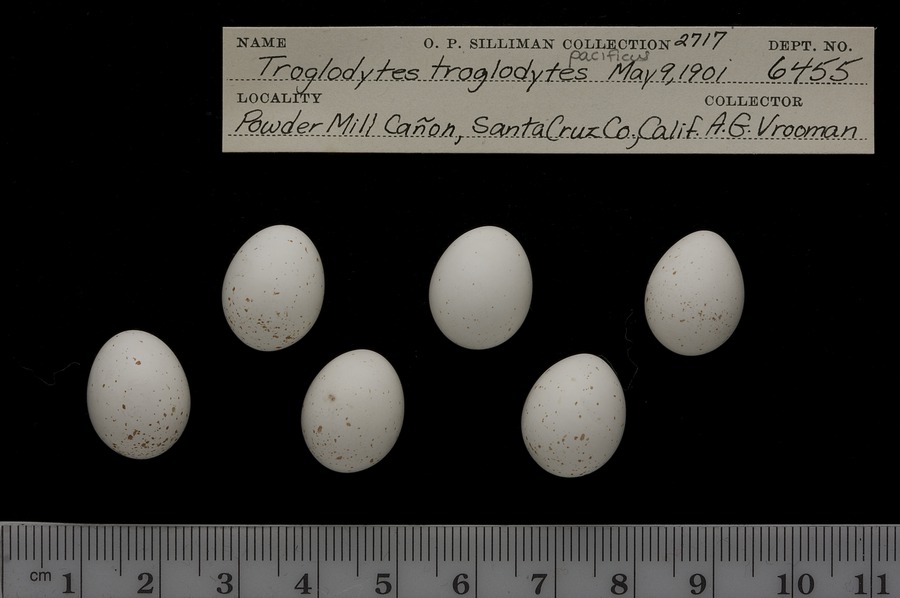 NAME O. P. SILLIMAN COLLECTION 2717 DEPT. NO.
pacificus
Troglodytes troglodytes May 9, 1901 6455
LOCALITY COLLECTOR
Powder Mill Cañon, Santa Cruz Co., Calif. A.G. Vrooman
cm 1 2 3 4 5 6 7 8 9 10 11